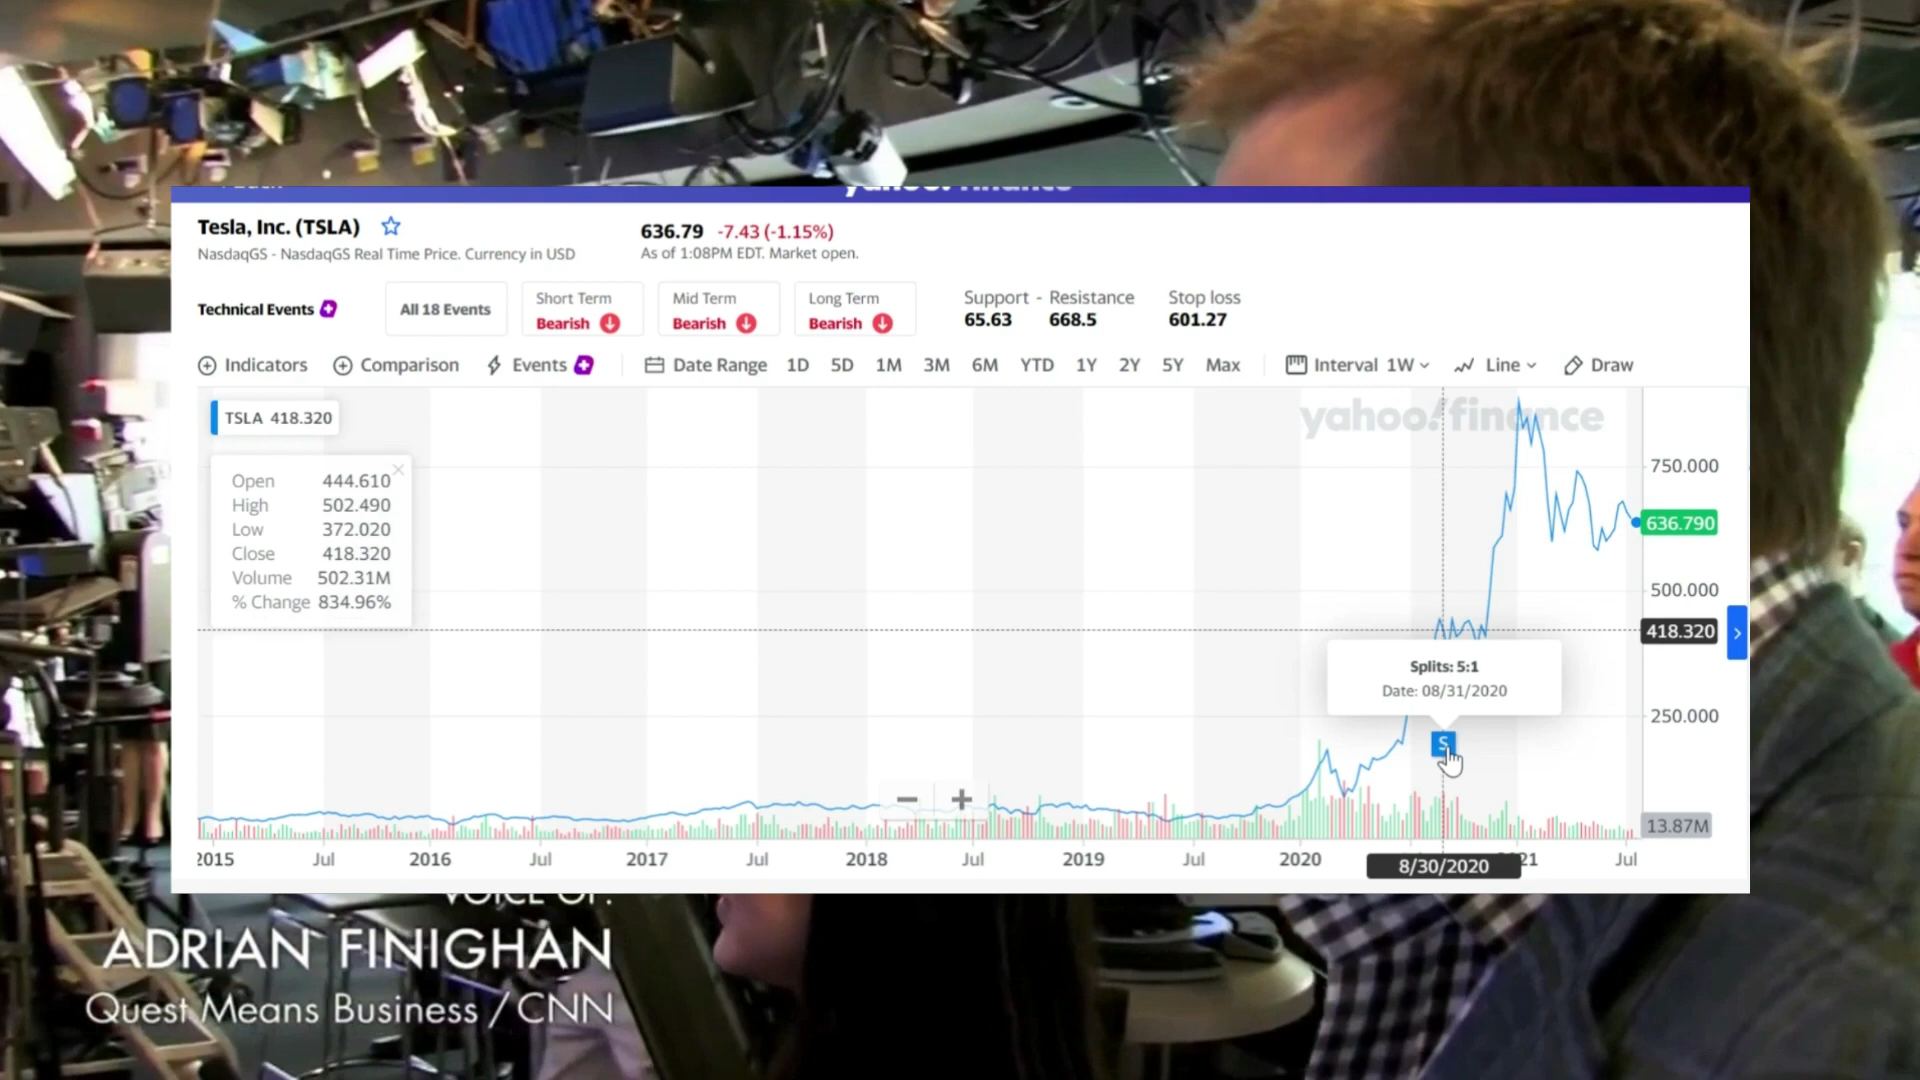 yahoo! finance
Tesla, Inc. (TSLA)
636.79 -7.43 (-1.15%)
NasdaqGS - NasdaqGS Real Time Price. Currency in USD
As of 1:08PM EDT. Market open.
Technical Events
All 18 Events
Short Term
Bearish
Mid Term
Bearish
Long Term
Bearish
Support - Resistance
65.63 668.5
Stop loss
601.27
Indicators
Comparison
Events
Date Range 1D 5D 1M 3M 6M YTD 1Y 2Y 5Y Max
Interval 1W
Line
Draw
TSLA 418.320
yahoo!finance
Open 444.610
High 502.490
Low 372.020
Close 418.320
Volume 502.31M
% Change 834.96%
750.000
636.790
500.000
418.320
250.000
13.87M
Splits: 5:1
Date: 08/31/2020
S
2015 Jul 2016 Jul 2017 Jul 2018 Jul 2019 Jul 2020 21 Jul
8/30/2020
VOICE OF:
ADRIAN FINIGHAN
Quest Means Business / CNN